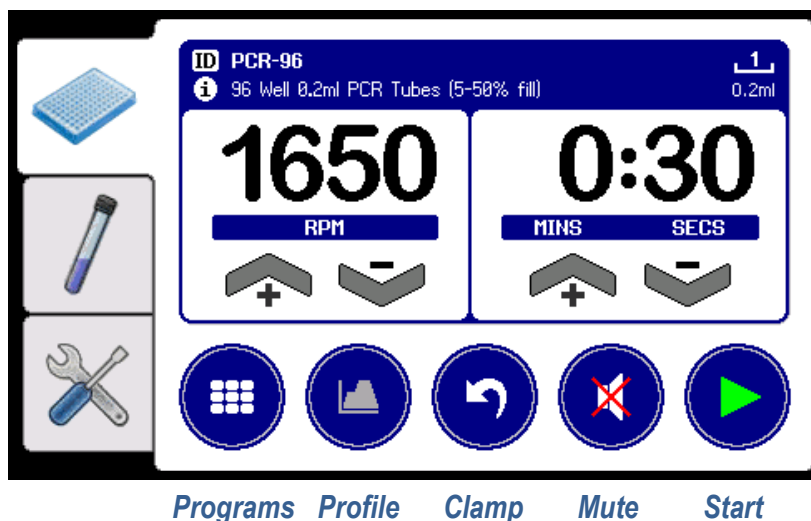 ID PCR-96
i 96 Well 0.2ml PCR Tubes (5-50% fill)
1
0.2ml
1650
0:30
RPM
MINS SECS
+ -
+ -
Programs Profile Clamp Mute Start